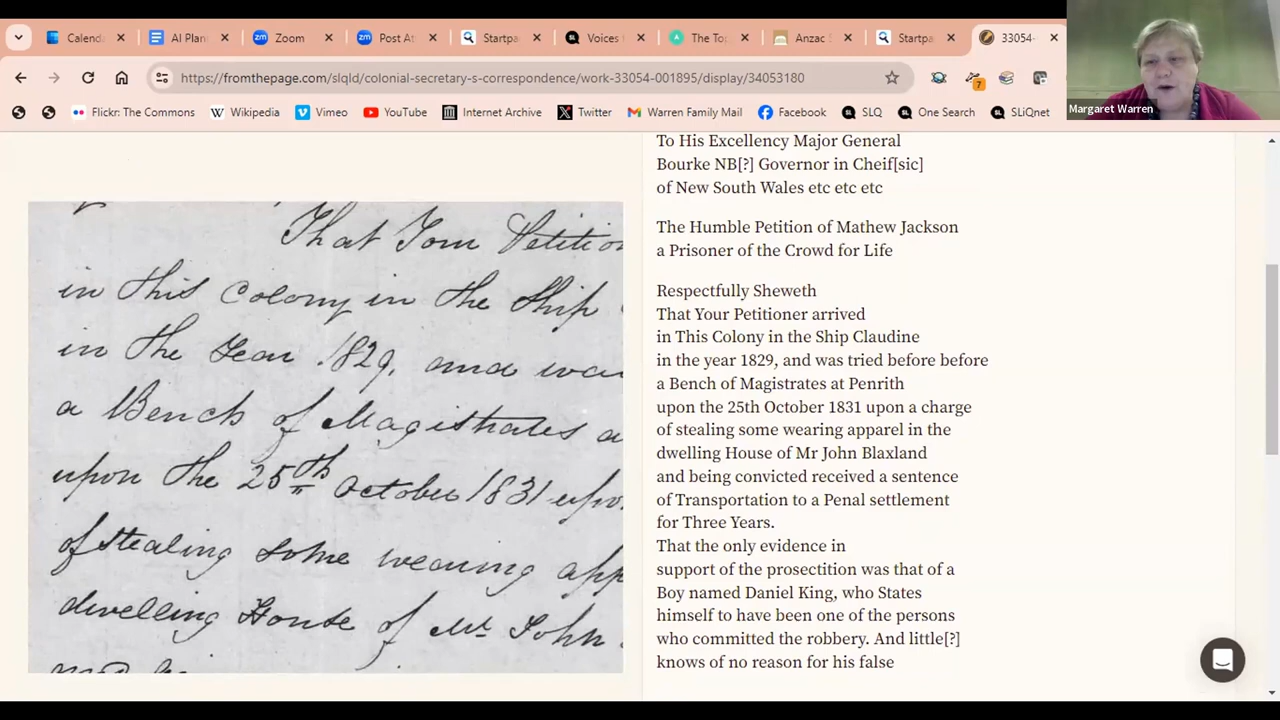 Calenda
AI Plan
Zoom
Post At
Startpa
Voices
The To
Anzac S
Startpa
33054-
https://fromthepage.com/slqld/colonial-secretary-s-correspondence/work-33054-001895/display/34053180
7
Flickr: The Commons
Wikipedia
Vimeo
YouTube
Internet Archive
Twitter
Warren Family Mail
Facebook
SLQ
One Search
SLiQnet
Margaret Warren
That Your Petition
in this Colony in the Ship
in the Year 1829, and was
a Bench of Magistrates a
upon the 25th October 1831 upo
of stealing some wearing app
dwelling House of Mr John
To His Excellency Major General
Bourke NB[?] Governor in Cheif[sic]
of New South Wales etc etc etc
The Humble Petition of Mathew Jackson
a Prisoner of the Crowd for Life
Respectfully Sheweth
That Your Petitioner arrived
in This Colony in the Ship Claudine
in the year 1829, and was tried before before
a Bench of Magistrates at Penrith
upon the 25th October 1831 upon a charge
of stealing some wearing apparel in the
dwelling House of Mr John Blaxland
and being convicted received a sentence
of Transportation to a Penal settlement
for Three Years.
That the only evidence in
support of the prosectition was that of a
Boy named Daniel King, who States
himself to have been one of the persons
who committed the robbery. And little[?]
knows of no reason for his false